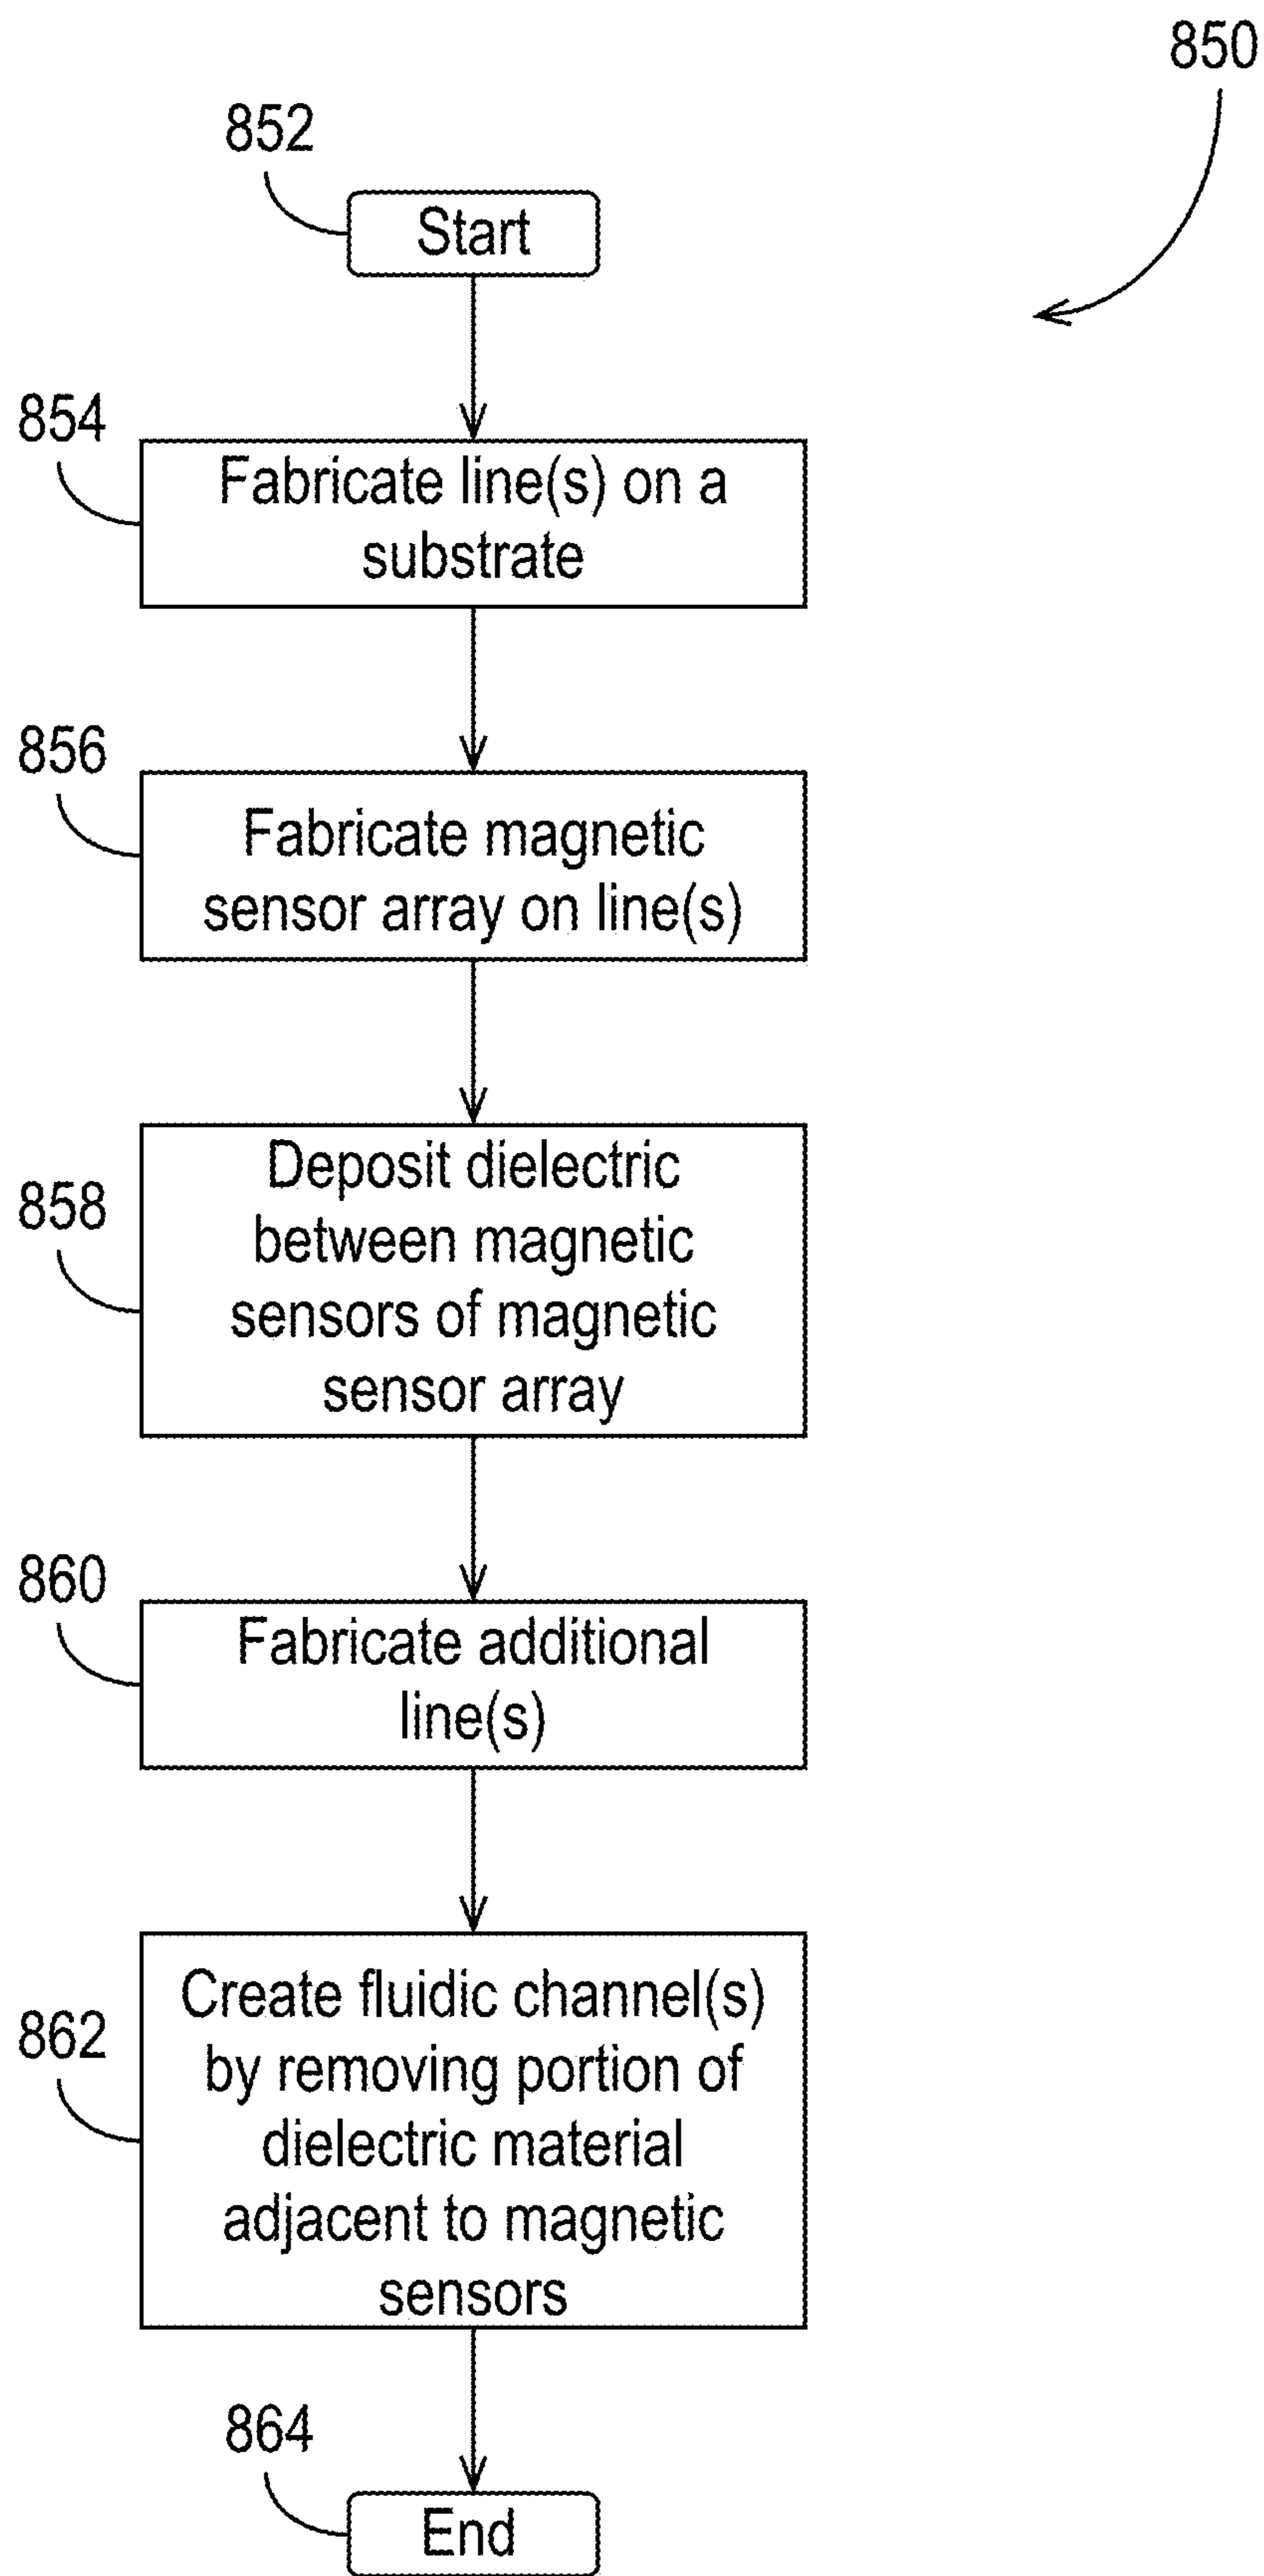 850
852
Start
854
Fabricate line(s) on a
substrate
856
Fabricate magnetic
sensor array on line(s)
858
Deposit dielectric
between magnetic
sensors of magnetic
sensor array
860
Fabricate additional
line(s)
862
Create fluidic channel(s)
by removing portion of
dielectric material
adjacent to magnetic
sensors
864
End